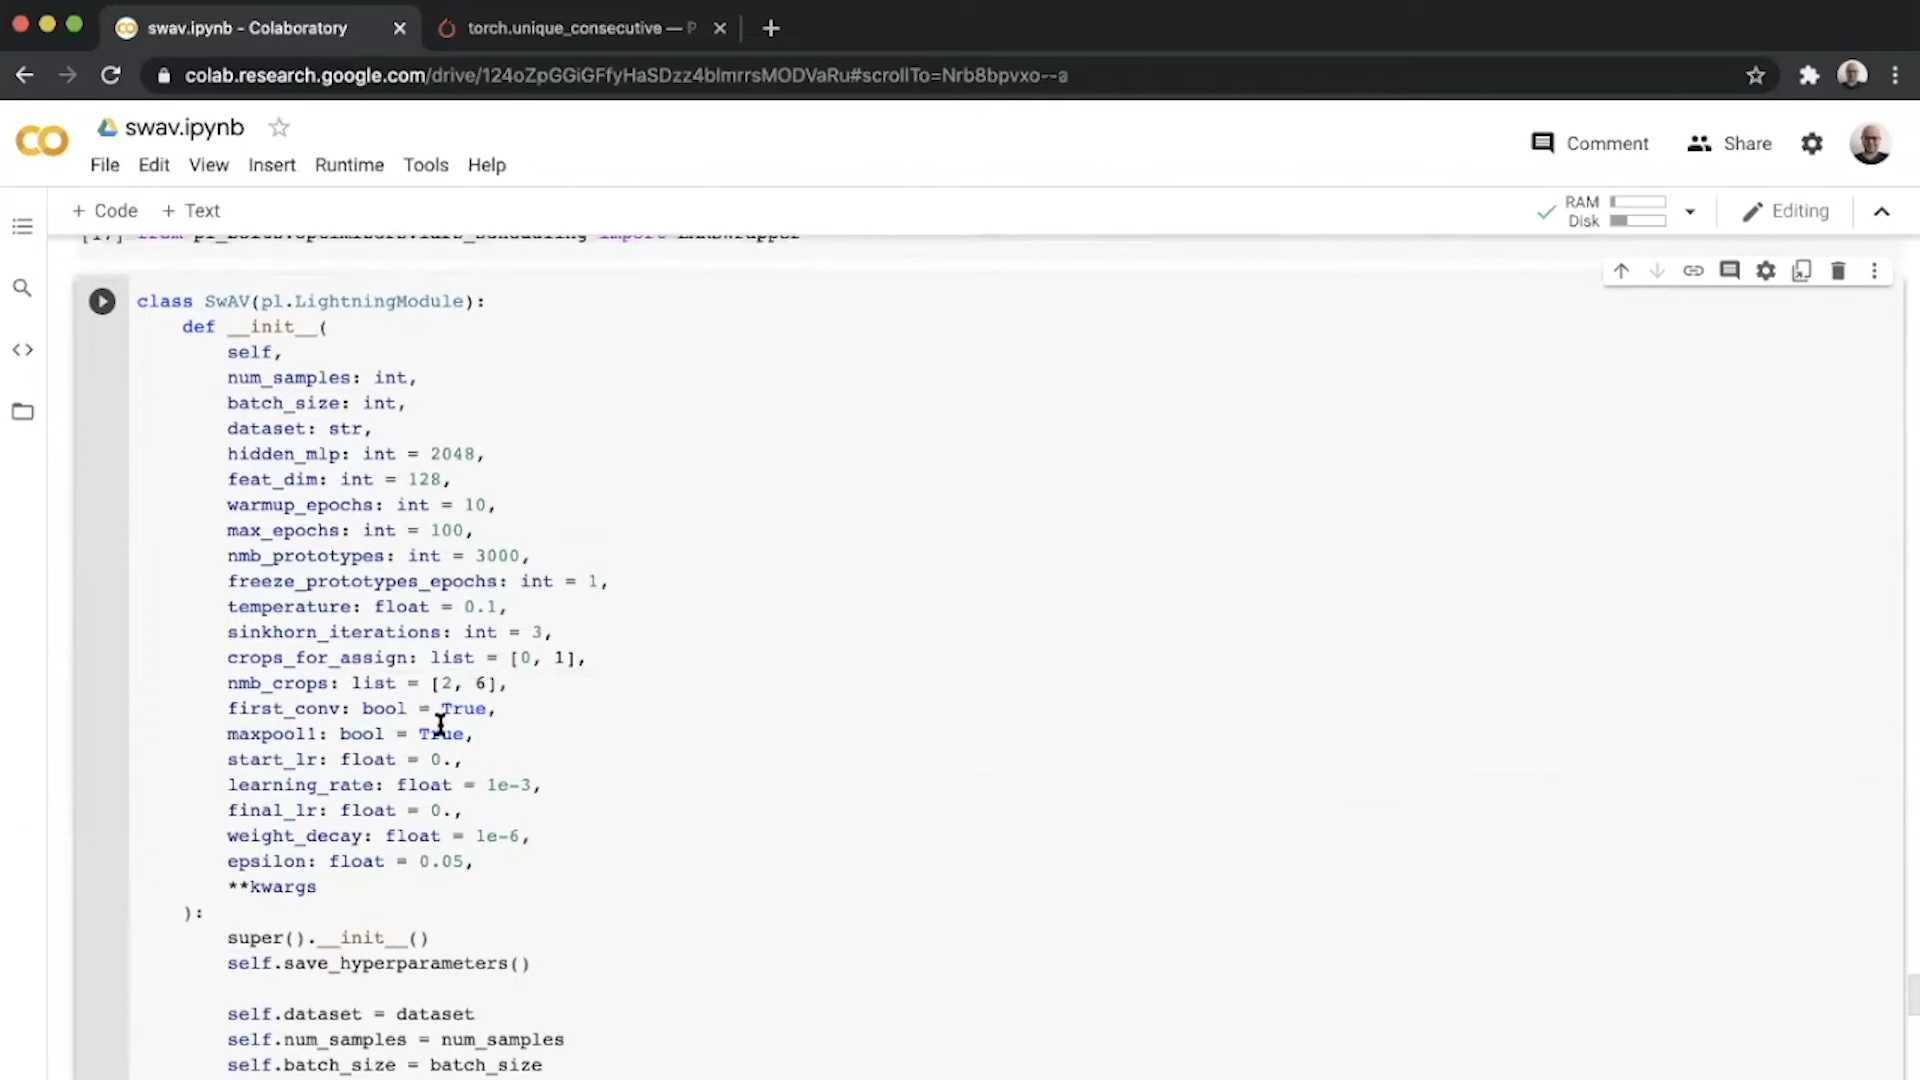 swav.ipynb - Colaboratory
torch.unique_consecutive — P
colab.research.google.com/drive/124oZpGGiGFfyHaSDzz4blmrrsMODVaRu#scrollTo=Nrb8bpvxo--a
swav.ipynb
Comment
Share
File Edit View Insert Runtime Tools Help
+ Code + Text
RAM
Disk
Editing
class SwAV(pl.LightningModule):
def __init__(
self,
num_samples: int,
batch_size: int,
dataset: str,
hidden_mlp: int = 2048,
feat_dim: int = 128,
warmup_epochs: int = 10,
max_epochs: int = 100,
nmb_prototypes: int = 3000,
freeze_prototypes_epochs: int = 1,
temperature: float = 0.1,
sinkhorn_iterations: int = 3,
crops_for_assign: list = [0, 1],
nmb_crops: list = [2, 6],
first_conv: bool = True,
maxpool1: bool = True,
start_lr: float = 0.,
learning_rate: float = 1e-3,
final_lr: float = 0.,
weight_decay: float = 1e-6,
epsilon: float = 0.05,
**kwargs
):
super().__init__()
self.save_hyperparameters()
self.dataset = dataset
self.num_samples = num_samples
self.batch_size = batch_size